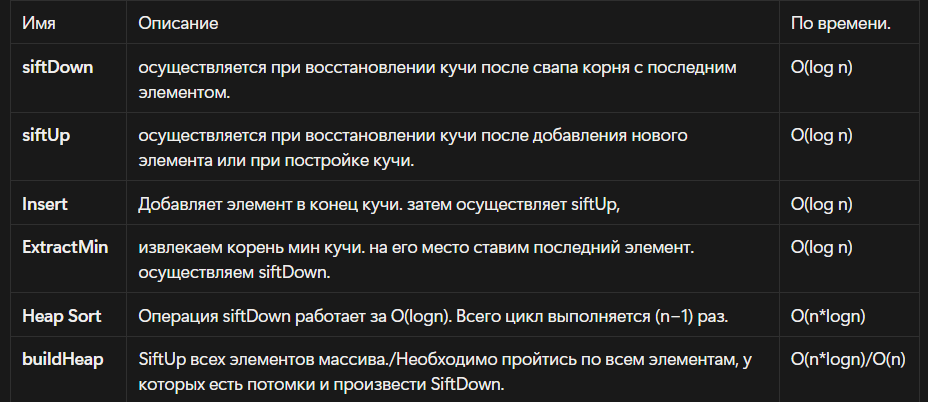 Имя Описание По времени.
siftDown осуществляется при восстановлении кучи после свапа корня с последним O(log n)
элементом.
siftUp осуществляется при восстановлении кучи после добавления нового O(log n)
элемента или при постройке кучи.
Insert Добавляет элемент в конец кучи. затем осуществляет siftUp, O(log n)
ExtractMin извлекаем корень мин кучи. на его место ставим последний элемент. O(log n)
осуществляем siftDown.
Heap Sort Операция siftDown работает за O(logn). Всего цикл выполняется (n−1) раз. O(n*logn)
buildHeap SiftUp всех элементов массива./Необходимо пройтись по всем элементам, у O(n*logn)/O(n)
которых есть потомки и произвести SiftDown.